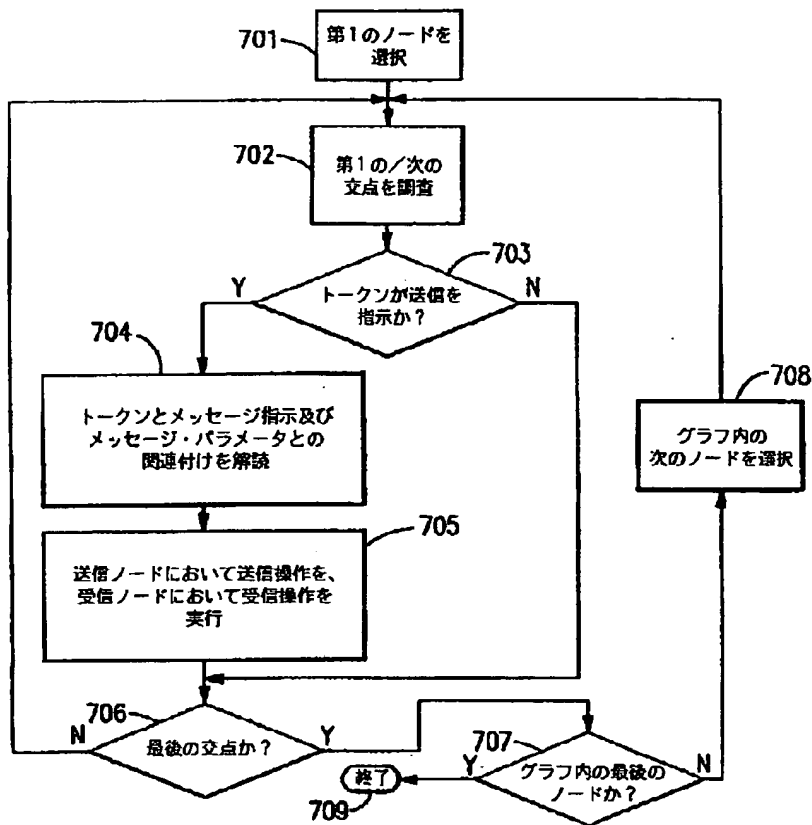 701
第1のノードを
選択
702
第1の／次の
交点を調査
703
Y
トークンが送信を
指示か？
N
704
トークンとメッセージ指示及び
メッセージ・パラメータとの
関連付けを解読
708
グラフ内の
次のノードを選択
705
送信ノードにおいて送信操作を、
受信ノードにおいて受信操作を
実行
706
N
最後の交点か？
Y
707
Y
グラフ内の最後の
ノードか？
N
終了
709